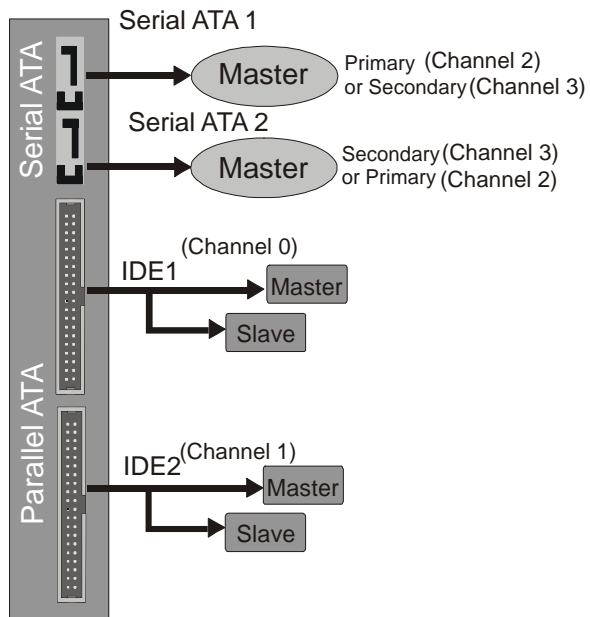 Serial ATA 1
Serial ATA
Master
Primary (Channel 2)
or Secondary(Channel 3)
Serial ATA 2
Master
Secondary(Channel 3)
or Primary (Channel 2)
Parallel ATA
(Channel 0)
IDE1
Master
Slave
(Channel 1)
IDE2
Master
Slave